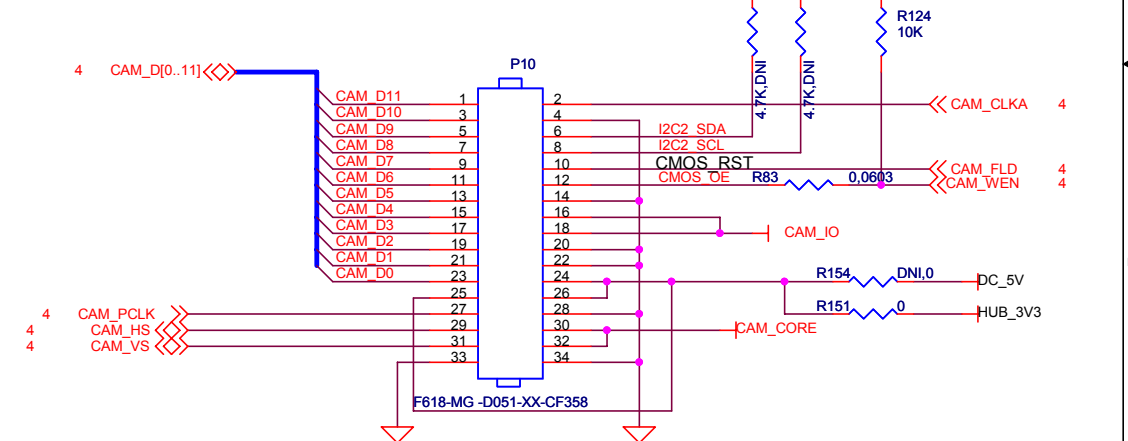 R124
10K
4.7K,DNI
4.7K,DNI
4 CAM_D[0..11]
P10
CAM_D11 1 2 CAM_CLKA 4
CAM_D10 3 4
CAM_D9 5 6 I2C2_SDA
CAM_D8 7 8 I2C2_SCL
CAM_D7 9 10 CMOS_RST CAM_FLD 4
CAM_D6 11 12 CMOS_OE R83 0,0603 CAM_WEN 4
CAM_D5 13 14
CAM_D4 15 16
CAM_D3 17 18 CAM_IO
CAM_D2 19 20
CAM_D1 21 22
CAM_D0 23 24 R154 DNI,0 DC_5V
25 26
4 CAM_PCLK 27 28 R151 0 HUB_3V3
4 CAM_HS 29 30 CAM_CORE
4 CAM_VS 31 32
33 34
F618-MG -D051-XX-CF358